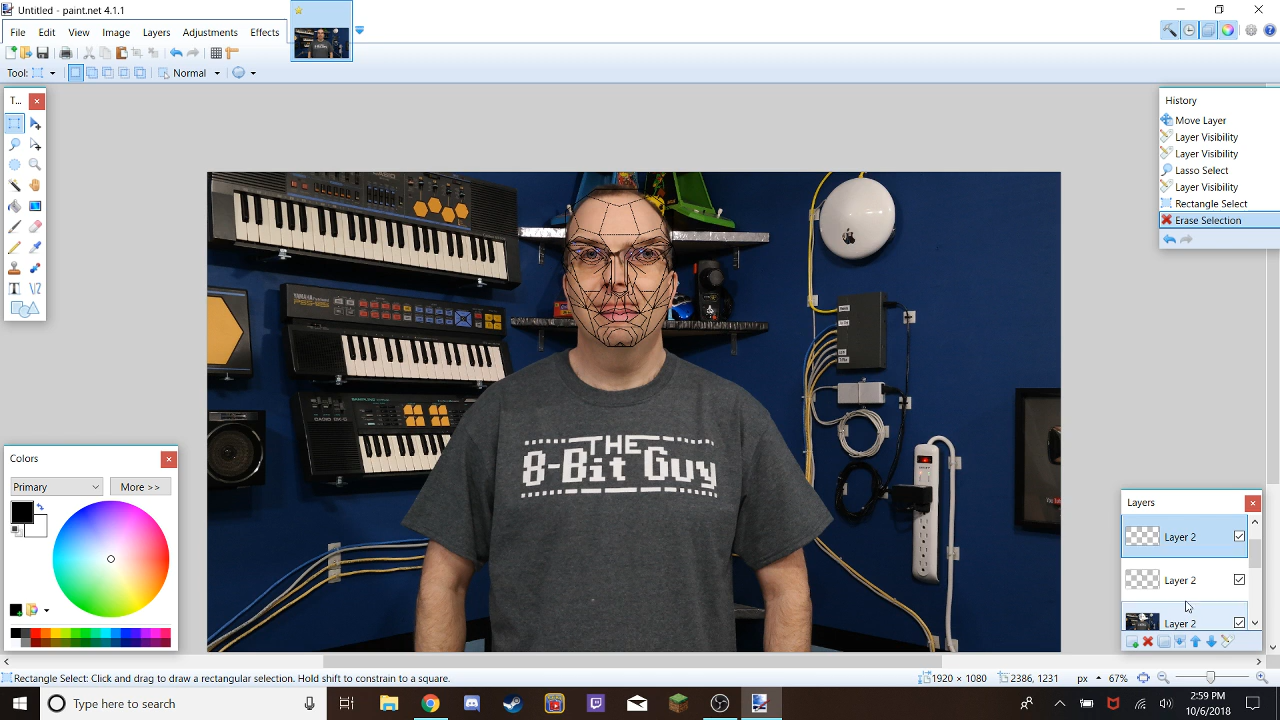 Untitled - paint.net 4.1.1
File Edit View Image Layers Adjustments Effects
Tool: Normal
T...
History
Move Layer
Layer Visibility
Layer Visibility
Lasso Select
Layer Visibility
Rectangle Select
Erase Selection
YAMAHA
PSS-
CASIO
THE
8-Bit Guy
Colors
Primary More >>
Layers
Layer 2
Layer 2
Layer 2
Rectangle Select: Click and drag to draw a rectangular selection. Hold shift to constrain to a square.
1920 × 1080 2386, 1231 px 67%
Type here to search
2:59 PM
10/6/2018